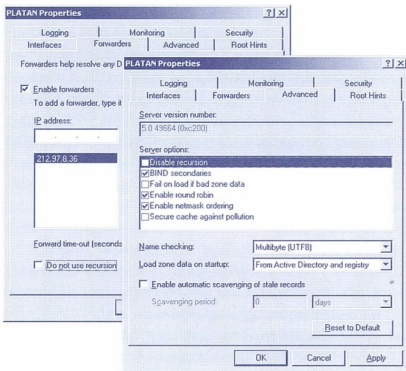 PLATAN Properties
Logging Monitoring Security
Interfaces Forwarders Advanced Root Hints
Forwarders help resolve any D
Enable forwarders
To add a forwarder, type it
IP address:
212.97.8.36
Forward time-out (seconds
Do not use recursion
PLATAN Properties
Logging Monitoring Security
Interfaces Forwarders Advanced Root Hints
Server version number:
5.0 49664 (0xc200)
Server options:
Disable recursion
BIND secondaries
Fail on load if bad zone data
Enable round robin
Enable netmask ordering
Secure cache against pollution
Name checking: Multibyte (UTF8)
Load zone data on startup: From Active Directory and registry
Enable automatic scavenging of stale records
Scavenging period: 0 days
Reset to Default
OK Cancel Apply